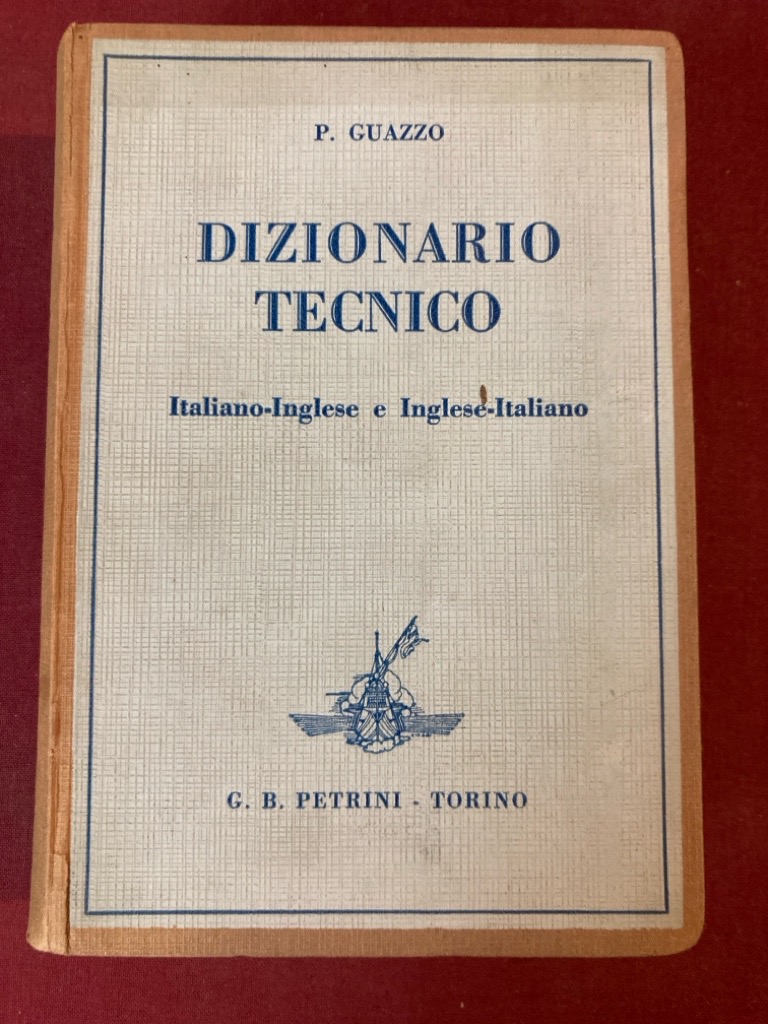 P. GUAZZO
DIZIONARIO
TECNICO
Italiano-Inglese e Inglese-Italiano
G. B. PETRINI - TORINO